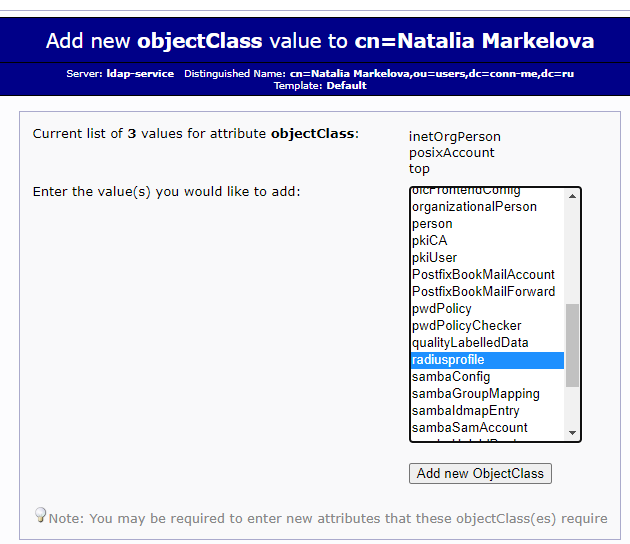 Add new objectClass value to cn=Natalia Markelova
Server: ldap-service Distinguished Name: cn=Natalia Markelova,ou=users,dc=conn-me,dc=ru
Template: Default
Current list of 3 values for attribute objectClass:
inetOrgPerson
posixAccount
top
Enter the value(s) you would like to add:
olcFrontendConfig
organizationalPerson
person
pkiCA
pkiUser
PostfixBookMailAccount
PostfixBookMailForward
pwdPolicy
pwdPolicyChecker
qualityLabelledData
radiusprofile
sambaConfig
sambaGroupMapping
sambaIdmapEntry
sambaSamAccount
Add new ObjectClass
Note: You may be required to enter new attributes that these objectClass(es) require